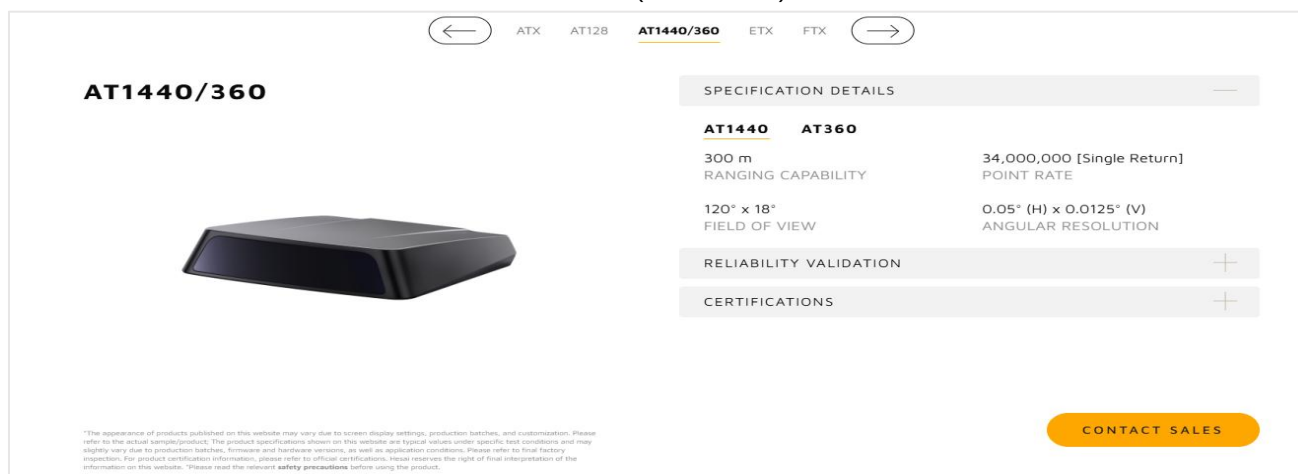 ATX AT128 AT1440/360 ETX FTX
AT1440/360
SPECIFICATION DETAILS
AT1440 AT360
300 m 34,000,000 [Single Return]
RANGING CAPABILITY POINT RATE
120° x 18° 0.05° (H) x 0.0125° (V)
FIELD OF VIEW ANGULAR RESOLUTION
RELIABILITY VALIDATION
CERTIFICATIONS
"The appearance of products published on this website may vary due to screen display settings, production batches, and customization. Please
refer to the actual sample/product; The product specifications shown on this website are typical values under specific test conditions and may
slightly vary due to production batches, firmware and hardware versions, as well as application conditions. Please refer to final factory
inspection. For product certification information, please refer to official certifications. Hesai reserves the right of final interpretation of the
information on this website. "Please read the relevant safety precautions before using the product.
CONTACT SALES